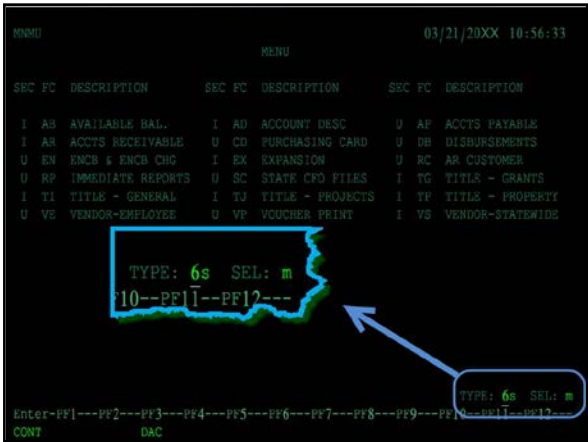 MNMU 03/21/20XX 10:56:33
MENU
SEC FC DESCRIPTION SEC FC DESCRIPTION SEC FC DESCRIPTION
I AB AVAILABLE BAL. I AD ACCOUNT DESC U AP ACCTS PAYABLE
I AR ACCTS RECEIVABLE U CD PURCHASING CARD U DB DISBURSEMENTS
U EN ENCB & ENCB CHG I EX EXPANSION U RC AR CUSTOMER
U RP IMMEDIATE REPORTS U SC STATE CFO FILES I TG TITLE - GRANTS
I TI TITLE - GENERAL I TJ TITLE - PROJECTS I TP TITLE - PROPERTY
U VE VENDOR-EMPLOYEE U VP VOUCHER PRINT I VS VENDOR-STATEWIDE
TYPE: 6s SEL: m
F10--PF11--PF12---
TYPE: 6s SEL: m
Enter-PF1---PF2---PF3---PF4---PF5---PF6---PF7---PF8---PF9---PF10--PF11--PF12---
CONT DAC